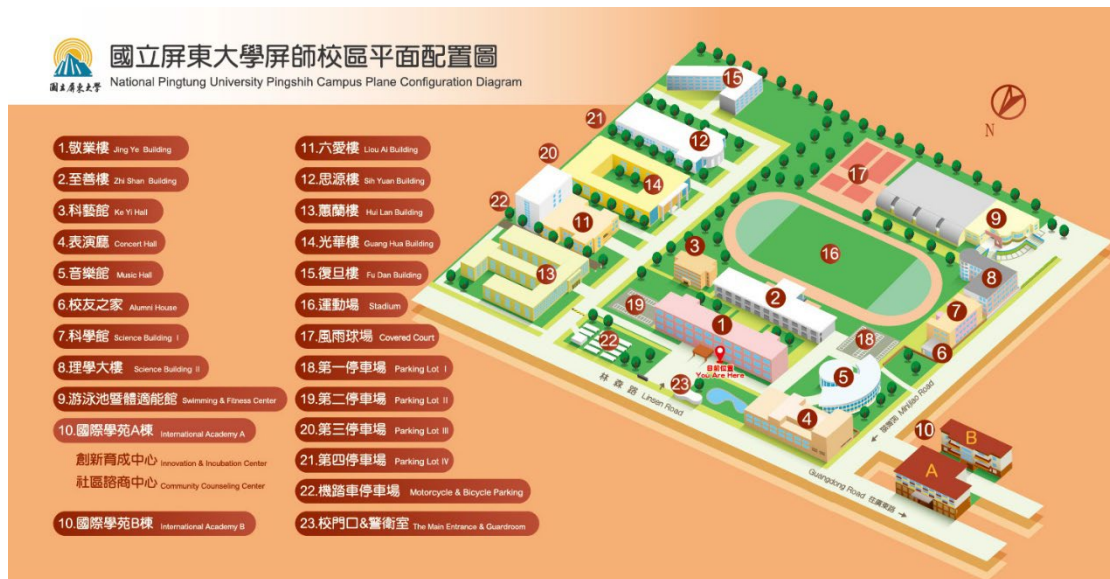 國立屏東大學
國立屏東大學屏師校區平面配置圖
National Pingtung University Pingshih Campus Plane Configuration Diagram
1.敬業樓 Jing Ye Building
2.至善樓 Zhi Shan Building
3.科藝館 Ke Yi Hall
4.表演廳 Concert Hall
5.音樂館 Music Hall
6.校友之家 Alumni House
7.科學館 Science Building I
8.理學大樓 Science Building II
9.游泳池暨體適能館 Swimming & Fitness Center
10.國際學苑A棟 International Academy A
創新育成中心 Innovation & Incubation Center
社區諮商中心 Community Counseling Center
10.國際學苑B棟 International Academy B
11.六愛樓 Liou Ai Building
12.思源樓 Sih Yuan Building
13.蕙蘭樓 Hui Lan Building
14.光華樓 Guang Hua Building
15.復旦樓 Fu Dan Building
16.運動場 Stadium
17.風雨球場 Covered Court
18.第一停車場 Parking Lot I
19.第二停車場 Parking Lot II
20.第三停車場 Parking Lot III
21.第四停車場 Parking Lot IV
22.機踏車停車場 Motorcycle & Bicycle Parking
23.校門口&警衛室 The Main Entrance & Guardroom
15
N
21
12
20
17
14
22
11
9
3
16
13
8
2
19
7
1
18
22
6
目前位置
You Are Here
5
23
林森路 Linsen Road
4
Minjiao Road
10
B
A
Guangdong Road 往廣東路